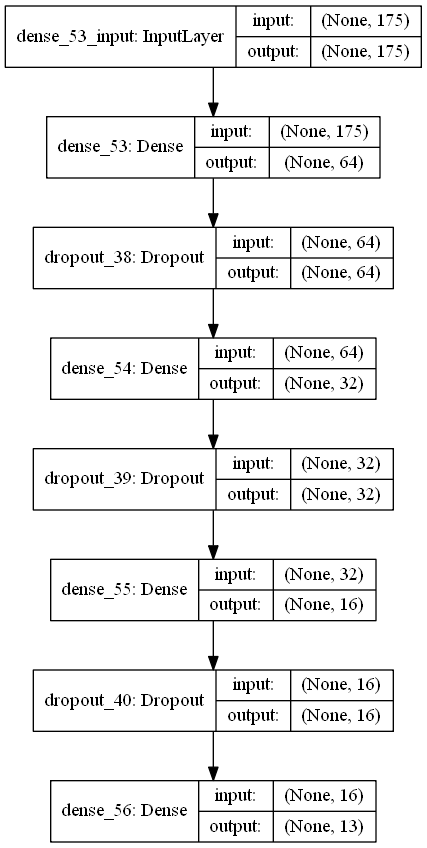 dense_53_input: InputLayer
input: (None, 175)
output: (None, 175)
dense_53: Dense
input: (None, 175)
output: (None, 64)
dropout_38: Dropout
input: (None, 64)
output: (None, 64)
dense_54: Dense
input: (None, 64)
output: (None, 32)
dropout_39: Dropout
input: (None, 32)
output: (None, 32)
dense_55: Dense
input: (None, 32)
output: (None, 16)
dropout_40: Dropout
input: (None, 16)
output: (None, 16)
dense_56: Dense
input: (None, 16)
output: (None, 13)